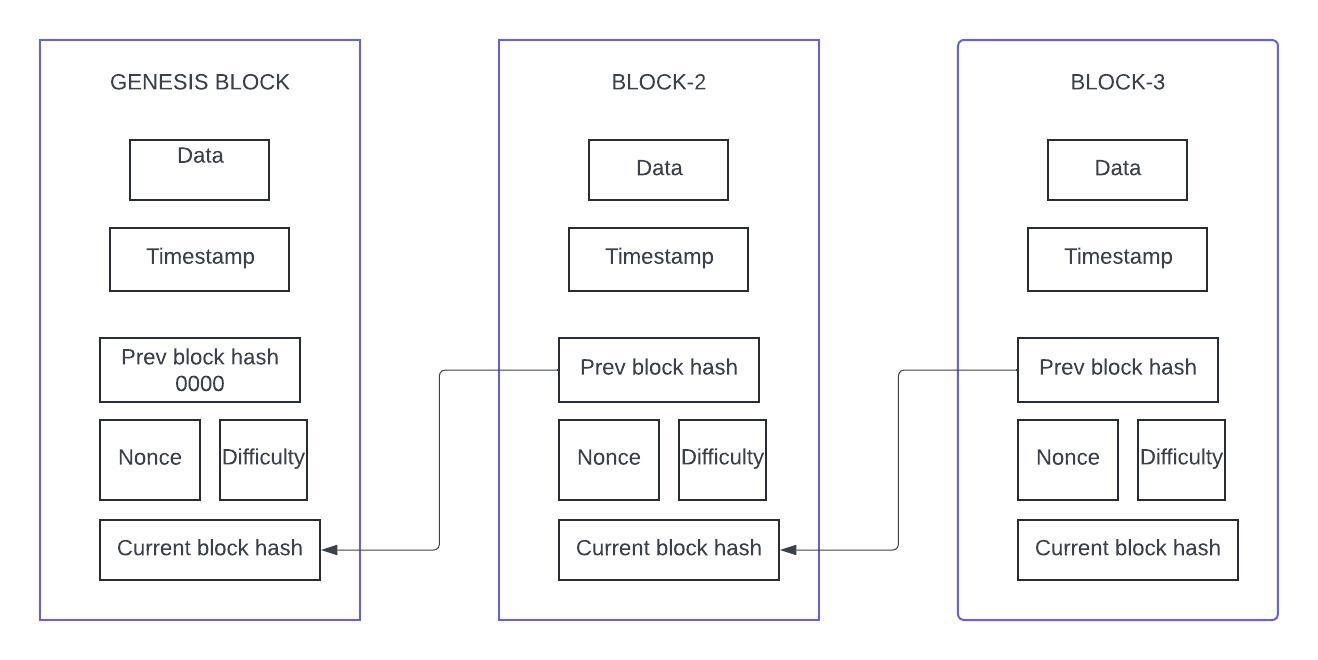 GENESIS BLOCK
Data
Timestamp
Prev block hash
0000
Nonce
Difficulty
Current block hash
BLOCK-2
Data
Timestamp
Prev block hash
Nonce
Difficulty
Current block hash
BLOCK-3
Data
Timestamp
Prev block hash
Nonce
Difficulty
Current block hash